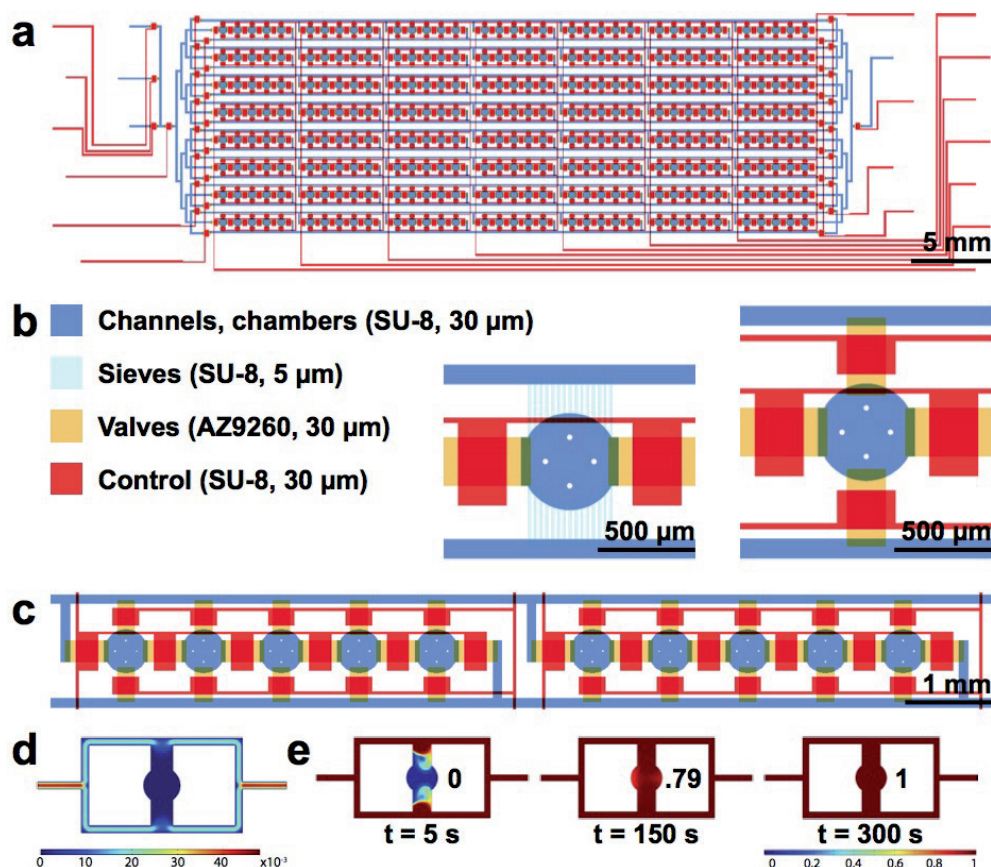 a
5 mm
b
Channels, chambers (SU-8, 30 µm)
Sieves (SU-8, 5 µm)
Valves (AZ9260, 30 µm)
Control (SU-8, 30 µm)
500 µm
500 µm
c
1 mm
d
0 10 20 30 40 x10⁻³
e
0
t = 5 s
.79
t = 150 s
1
t = 300 s
0 0.2 0.4 0.6 0.8 1